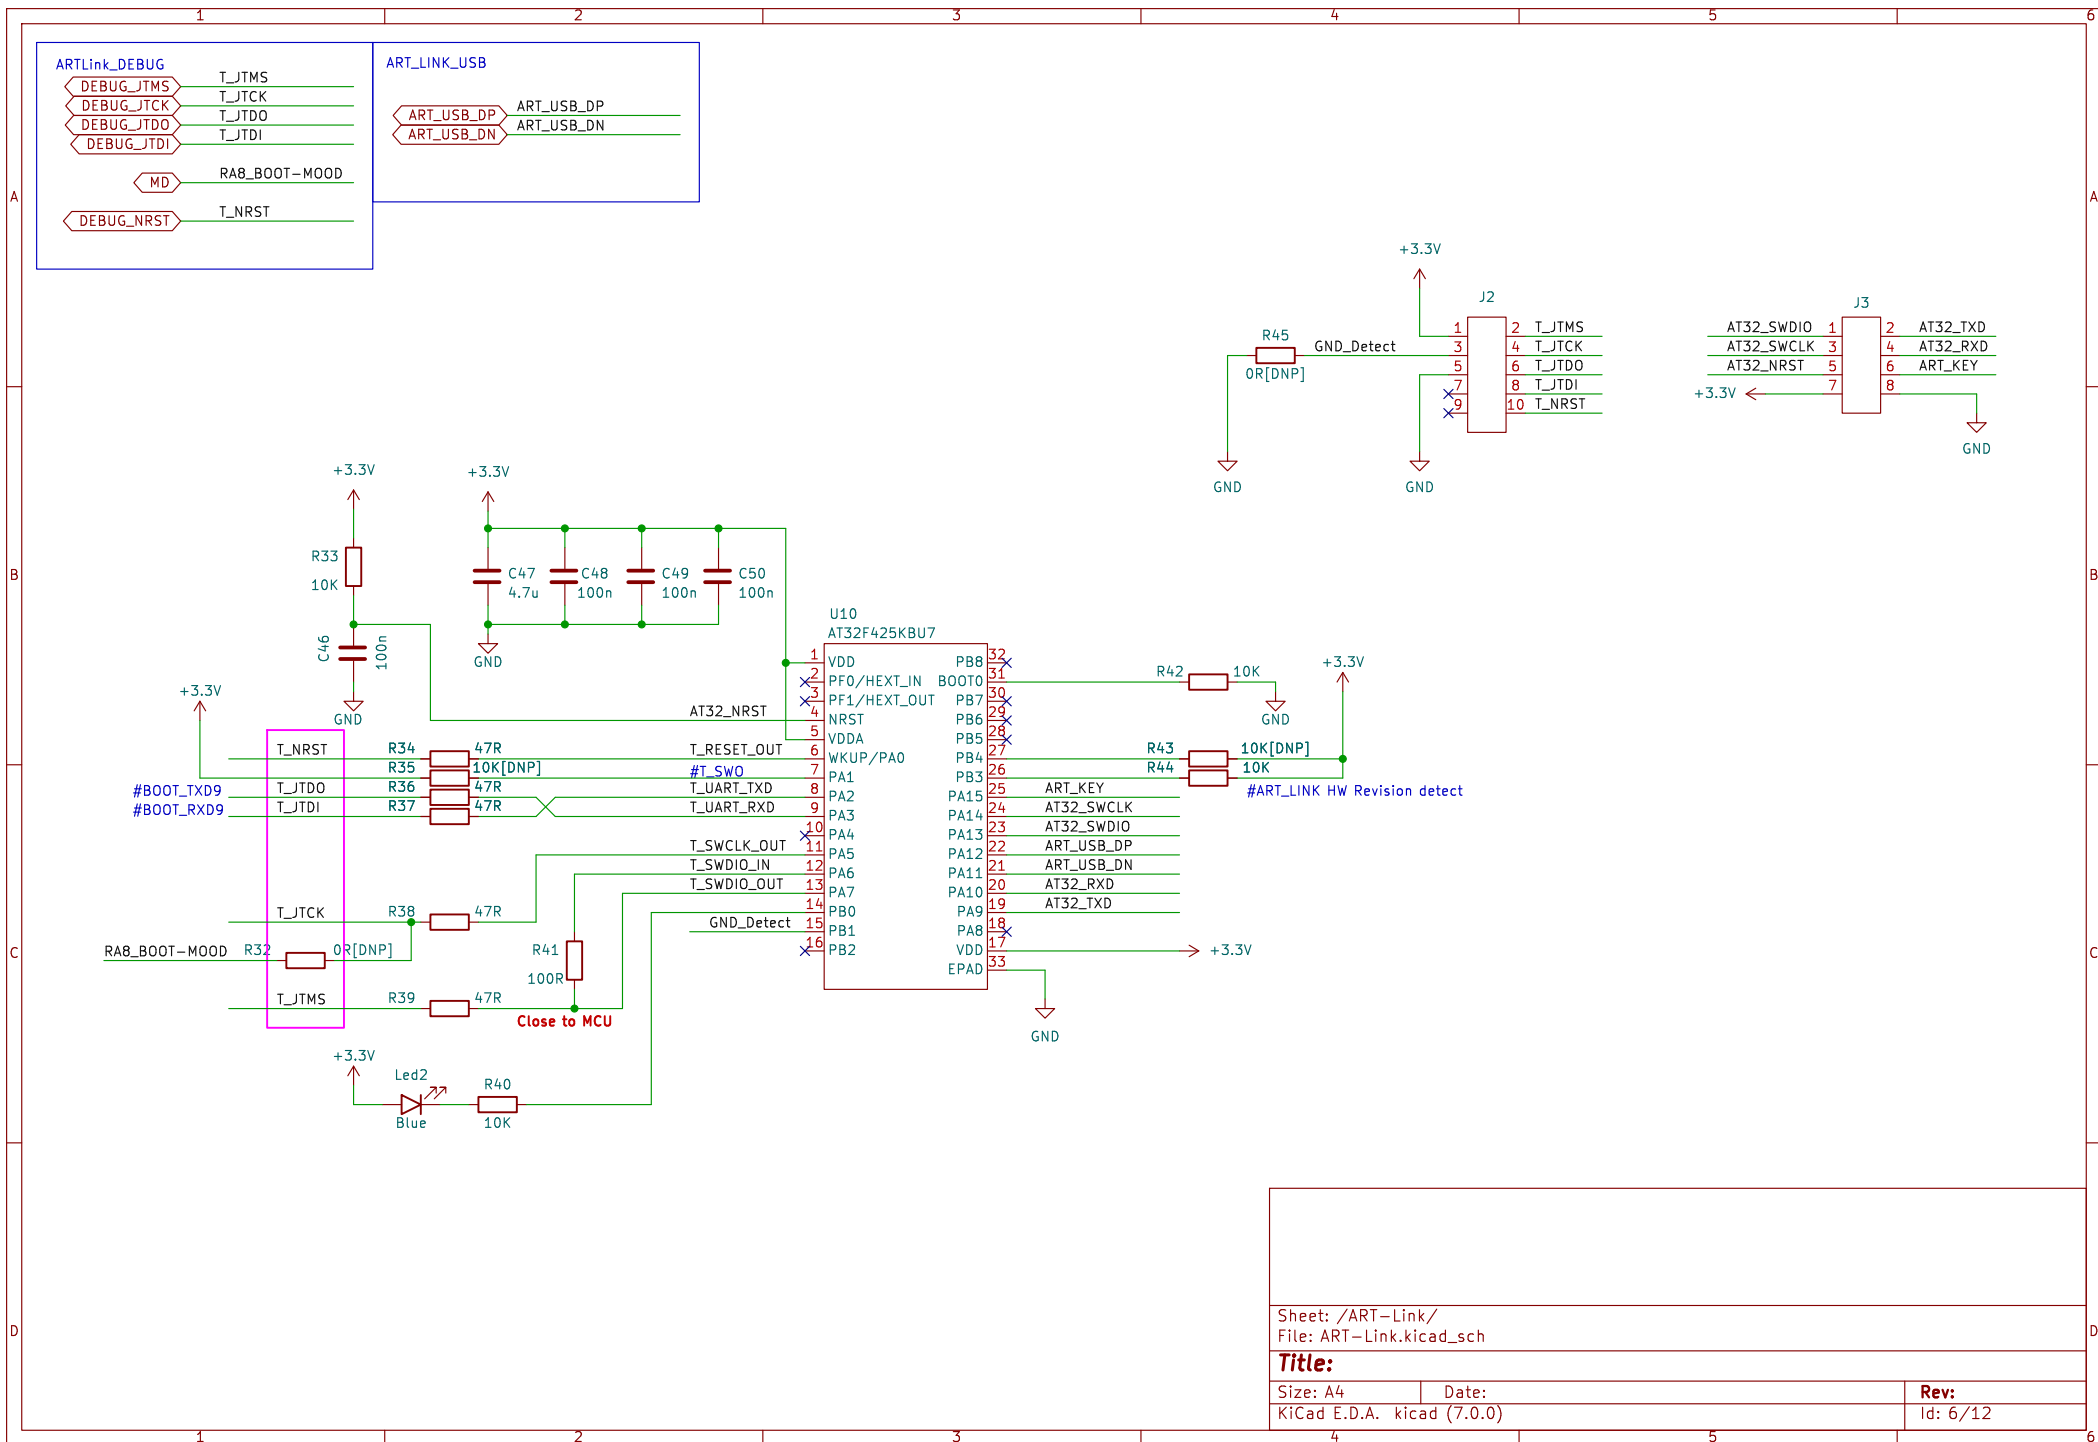 1 2 3 4 5 6
ARTLink_DEBUG
DEBUG_JTMS T_JTMS
DEBUG_JTCK T_JTCK
DEBUG_JTDO T_JTDO
DEBUG_JTDI T_JTDI
MD RA8_BOOT-MOOD
DEBUG_NRST T_NRST
ART_LINK_USB
ART_USB_DP ART_USB_DP
ART_USB_DN ART_USB_DN
A A
+3.3V
J2
R45
0R[DNP]
GND_Detect
1 2 T_JTMS
3 4 T_JTCK
5 6 T_JTDO
7 8 T_JTDI
9 10 T_NRST
GND
GND
J3
AT32_SWDIO 1 2 AT32_TXD
AT32_SWCLK 3 4 AT32_RXD
AT32_NRST 5 6 ART_KEY
+3.3V 7 8
GND
B B
+3.3V
R33
10K
C46
100n
GND
+3.3V
C47
4.7u
C48
100n
C49
100n
C50
100n
GND
U10
AT32F425KBU7
1 VDD
2 PF0/HEXT_IN
3 PF1/HEXT_OUT
AT32_NRST 4 NRST
5 VDDA
T_RESET_OUT 6 WKUP/PA0
#T_SWO 7 PA1
T_UART_TXD 8 PA2
T_UART_RXD 9 PA3
10 PA4
T_SWCLK_OUT 11 PA5
T_SWDIO_IN 12 PA6
T_SWDIO_OUT 13 PA7
14 PB0
GND_Detect 15 PB1
16 PB2
PB8 32
BOOT0 31
PB7 30
PB6 29
PB5 28
PB4 27
PB3 26
PA15 25 ART_KEY
PA14 24 AT32_SWCLK
PA13 23 AT32_SWDIO
PA12 22 ART_USB_DP
PA11 21 ART_USB_DN
PA10 20 AT32_RXD
PA9 19 AT32_TXD
PA8 18
VDD 17 +3.3V
EPAD 33
GND
R42 10K
GND
+3.3V
R43 10K[DNP]
R44 10K
#ART_LINK HW Revision detect
+3.3V
T_NRST R34 47R
R35 10K[DNP]
#BOOT_TXD9 T_JTDO R36 47R
#BOOT_RXD9 T_JTDI R37 47R
T_JTCK R38 47R
RA8_BOOT-MOOD R32 0R[DNP]
R41
100R
T_JTMS R39 47R
Close to MCU
+3.3V
Led2
Blue
R40
10K
C C
D D
Sheet: /ART-Link/
File: ART-Link.kicad_sch
Title:
Size: A4 Date: Rev:
KiCad E.D.A. kicad (7.0.0) Id: 6/12
1 2 3 4 5 6